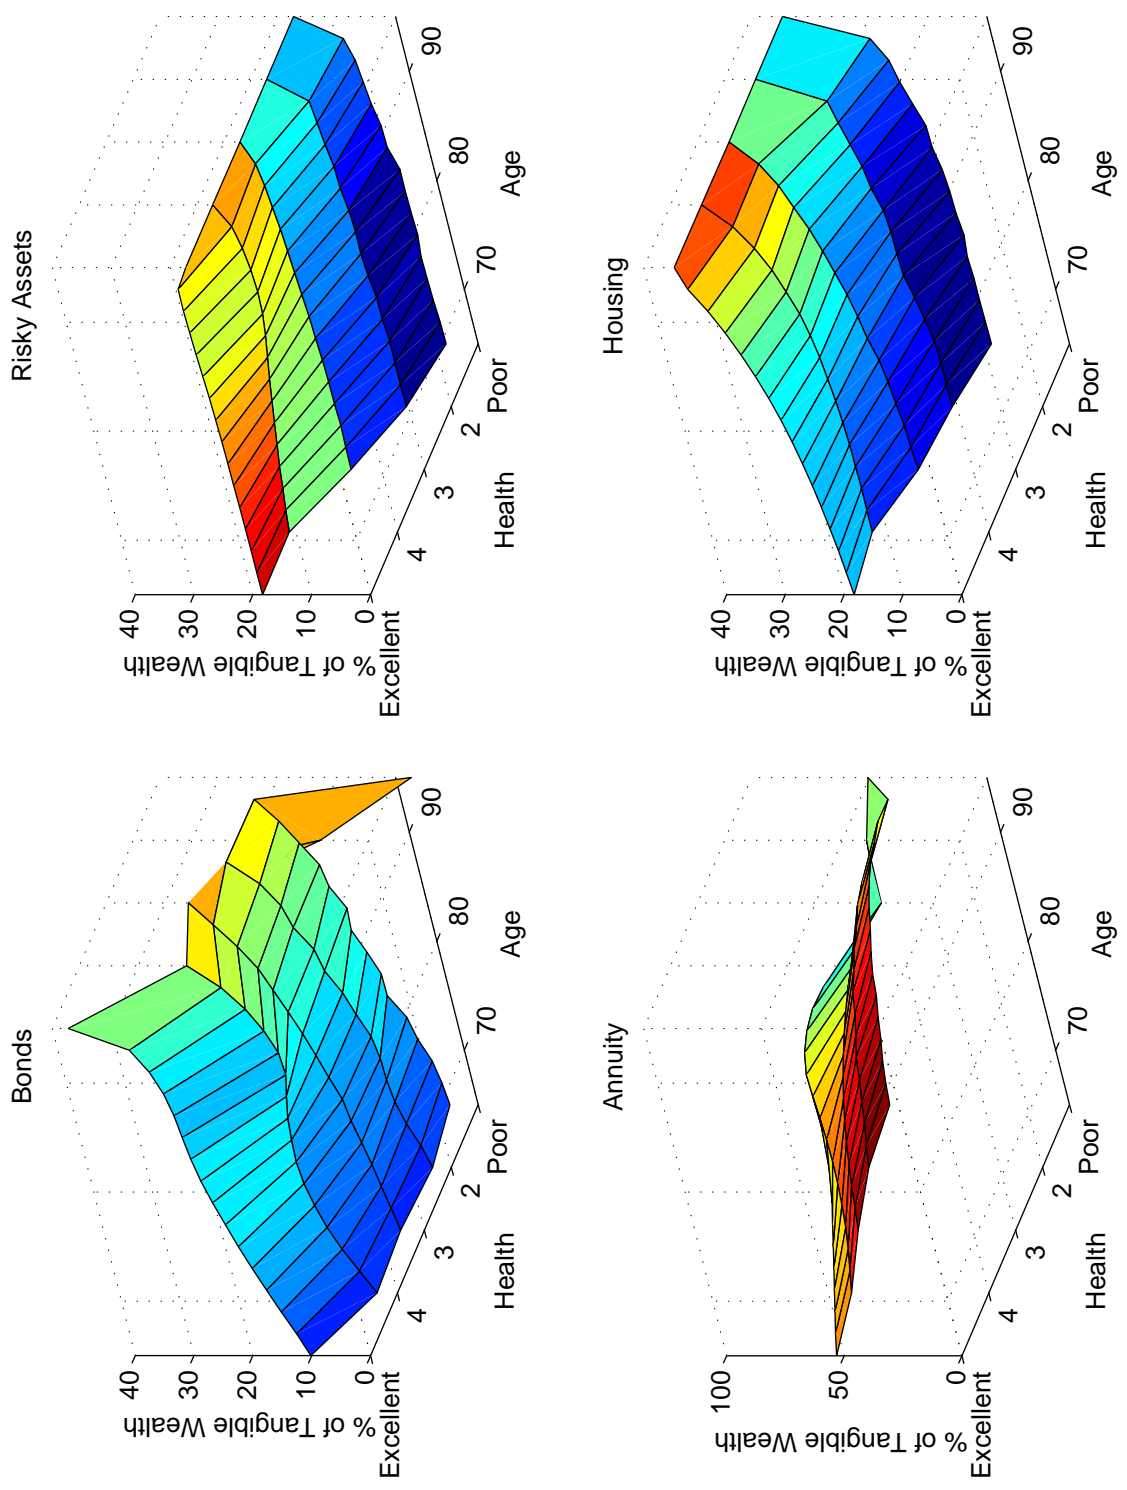 Bonds
% of Tangible Wealth
40
30
20
10
0
Excellent
4
3
2
Poor
Health
70
80
90
Age
Risky Assets
% of Tangible Wealth
40
30
20
10
0
Excellent
4
3
2
Poor
Health
70
80
90
Age
Annuity
% of Tangible Wealth
100
50
0
Excellent
4
3
2
Poor
Health
70
80
90
Age
Housing
% of Tangible Wealth
40
30
20
10
0
Excellent
4
3
2
Poor
Health
70
80
90
Age